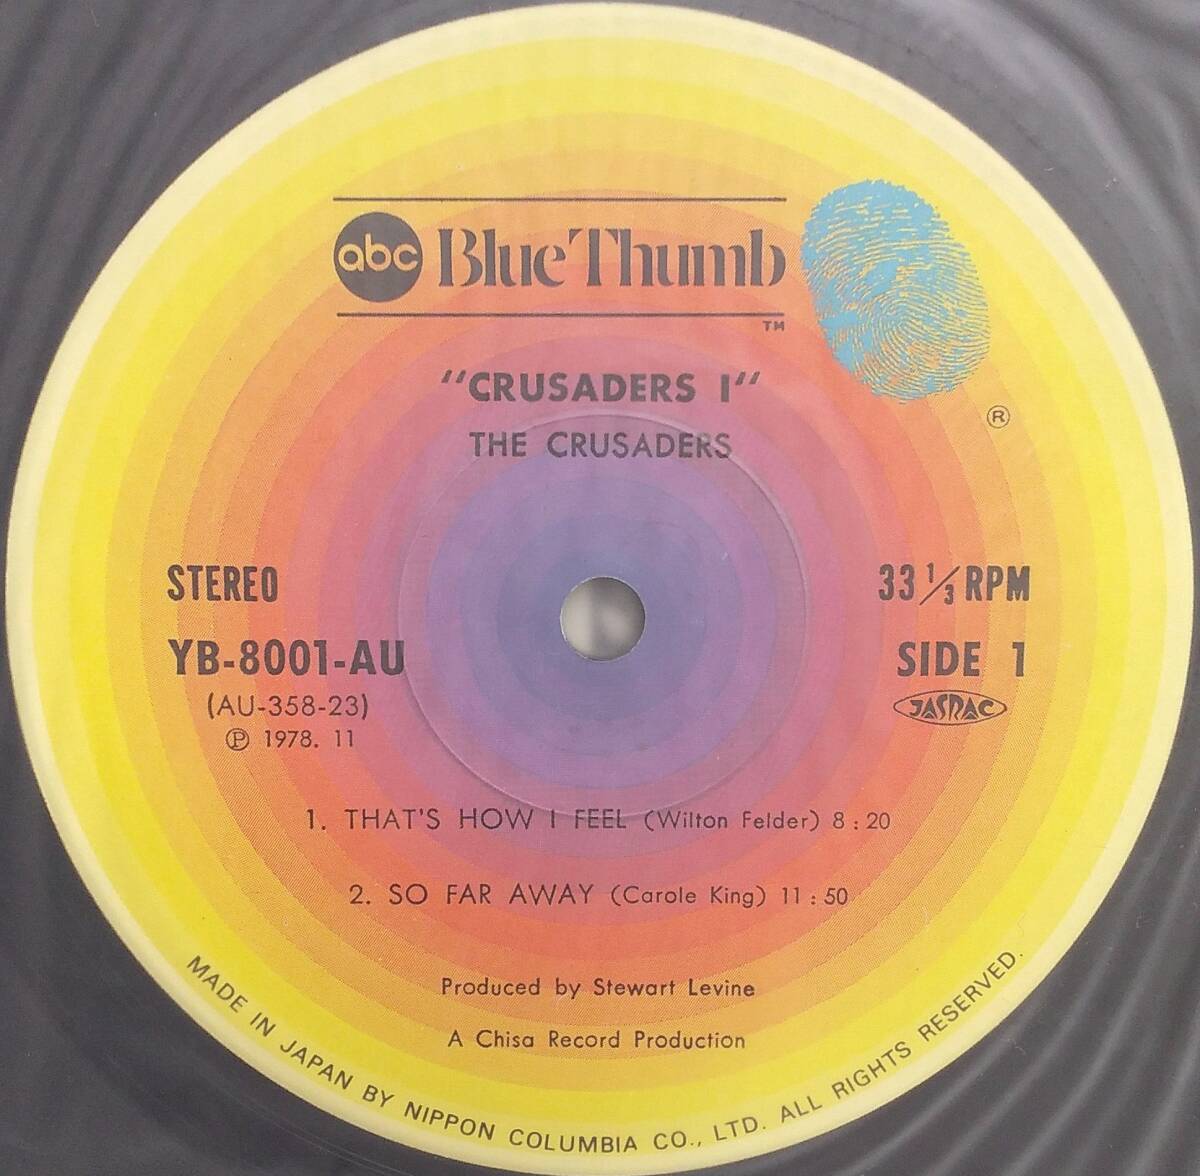 abc Blue Thumb
TM
®
"CRUSADERS I"
THE CRUSADERS
STEREO
33 1/3 RPM
YB-8001-AU
SIDE 1
(AU-358-23)
JASRAC
℗ 1978. 11
1. THAT'S HOW I FEEL (Wilton Felder) 8:20
2. SO FAR AWAY (Carole King) 11:50
Produced by Stewart Levine
A Chisa Record Production
MADE IN JAPAN BY NIPPON COLUMBIA CO., LTD. ALL RIGHTS RESERVED.